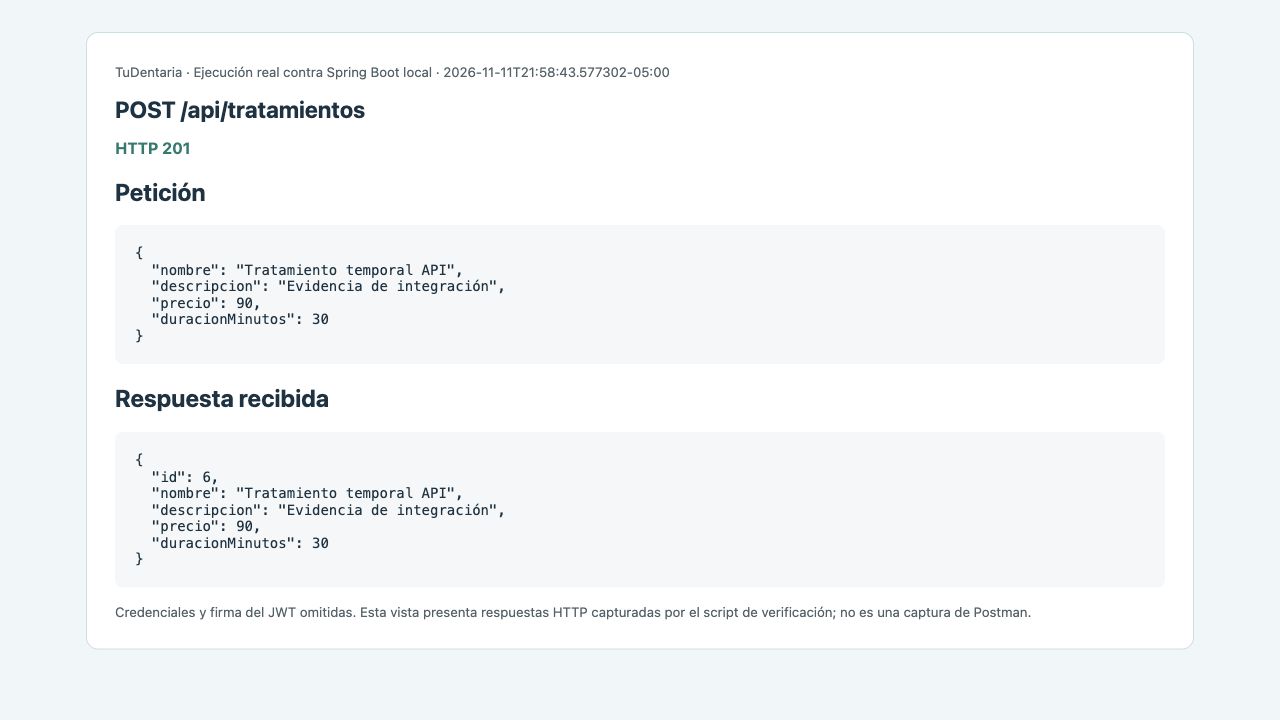 TuDentaria · Ejecución real contra Spring Boot local · 2026-11-11T21:58:43.577302-05:00
POST /api/tratamientos
HTTP 201
Petición
{
  "nombre": "Tratamiento temporal API",
  "descripcion": "Evidencia de integración",
  "precio": 90,
  "duracionMinutos": 30
}
Respuesta recibida
{
  "id": 6,
  "nombre": "Tratamiento temporal API",
  "descripcion": "Evidencia de integración",
  "precio": 90,
  "duracionMinutos": 30
}
Credenciales y firma del JWT omitidas. Esta vista presenta respuestas HTTP capturadas por el script de verificación; no es una captura de Postman.